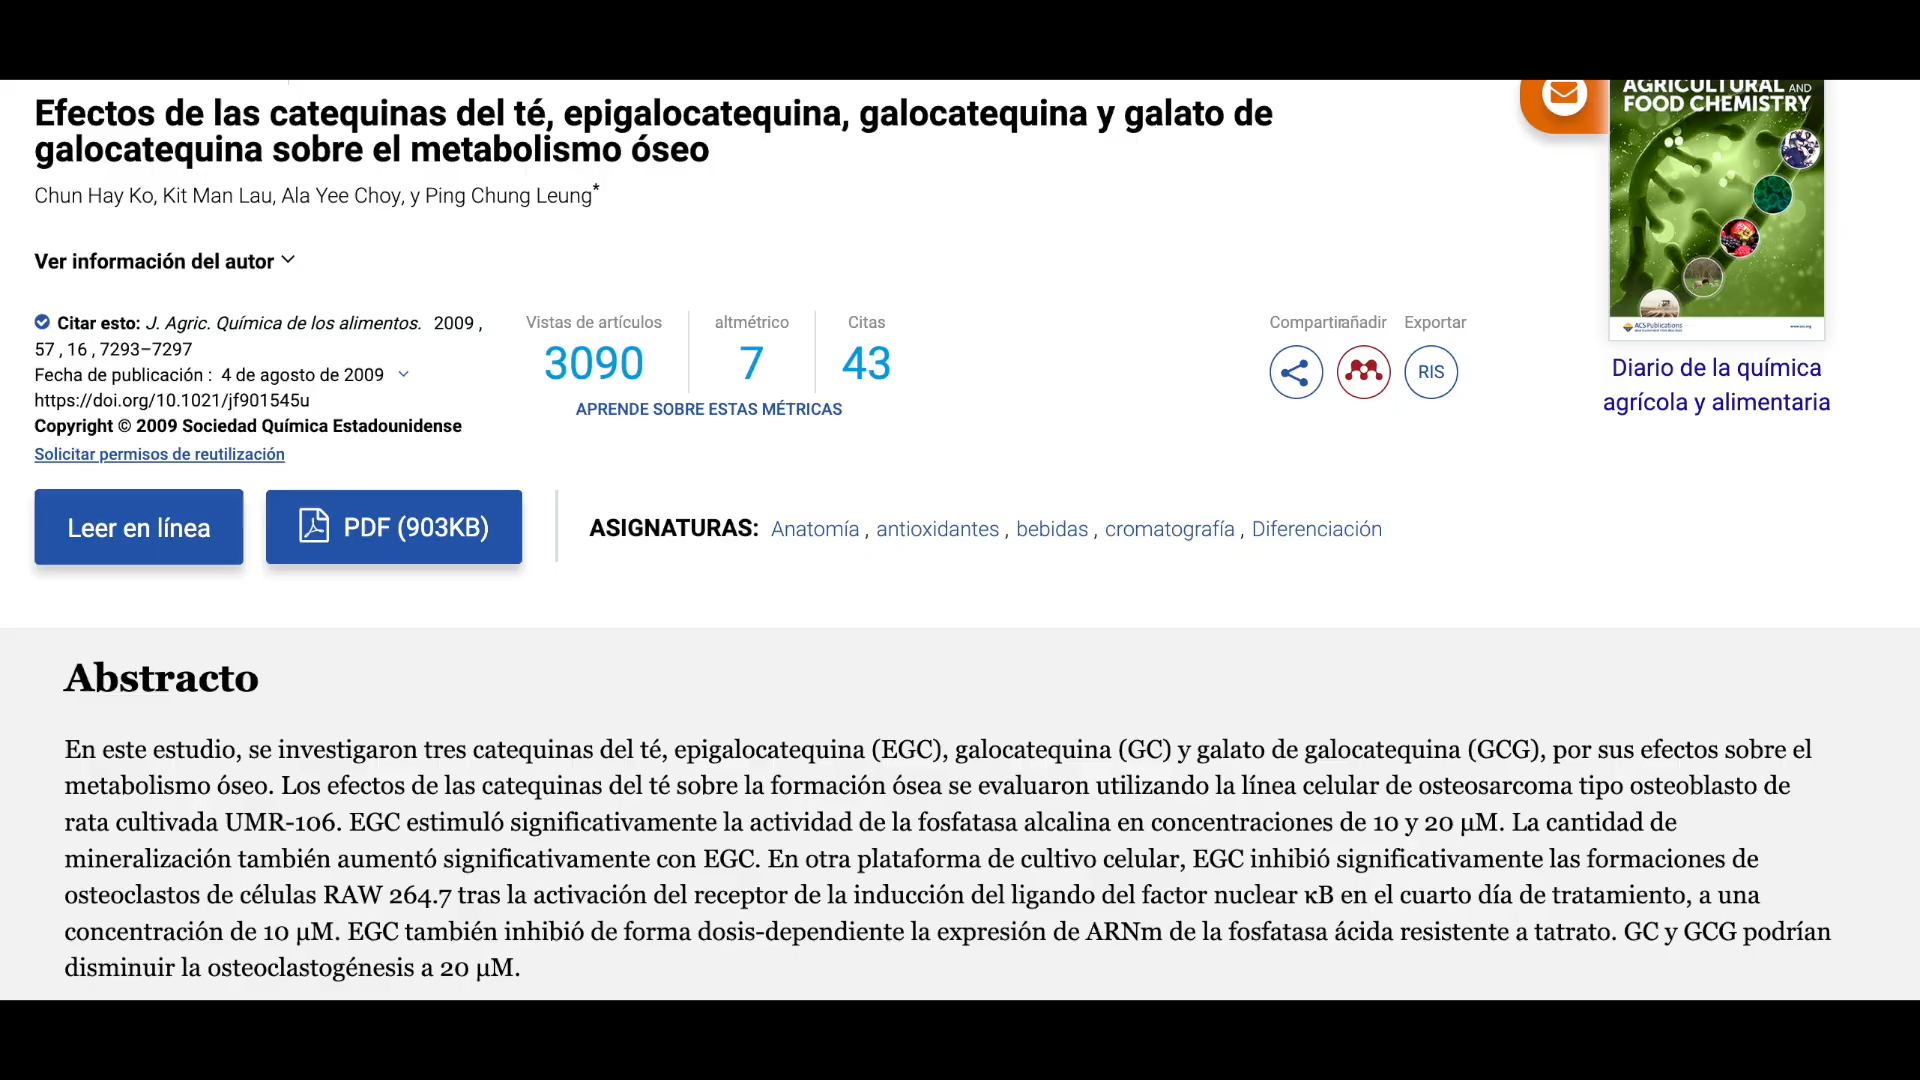 Efectos de las catequinas del té, epigalocatequina, galocatequina y galato de
galocatequina sobre el metabolismo óseo
Chun Hay Ko, Kit Man Lau, Ala Yee Choy, y Ping Chung Leung*
Ver información del autor
Citar esto: J. Agric. Química de los alimentos. 2009 ,
57 , 16 , 7293–7297
Fecha de publicación : 4 de agosto de 2009
https://doi.org/10.1021/jf901545u
Copyright © 2009 Sociedad Química Estadounidense
Solicitar permisos de reutilización
Vistas de artículos
3090
altmétrico
7
Citas
43
APRENDE SOBRE ESTAS MÉTRICAS
Exportar
RIS
AGRICULTURAL AND
FOOD CHEMISTRY
ACS Publications
Diario de la química
agrícola y alimentaria
Leer en línea
PDF (903KB)
ASIGNATURAS: Anatomía , antioxidantes , bebidas , cromatografía , Diferenciación
Abstracto
En este estudio, se investigaron tres catequinas del té, epigalocatequina (EGC), galocatequina (GC) y galato de galocatequina (GCG), por sus efectos sobre el
metabolismo óseo. Los efectos de las catequinas del té sobre la formación ósea se evaluaron utilizando la línea celular de osteosarcoma tipo osteoblasto de
rata cultivada UMR-106. EGC estimuló significativamente la actividad de la fosfatasa alcalina en concentraciones de 10 y 20 μM. La cantidad de
mineralización también aumentó significativamente con EGC. En otra plataforma de cultivo celular, EGC inhibió significativamente las formaciones de
osteoclastos de células RAW 264.7 tras la activación del receptor de la inducción del ligando del factor nuclear κB en el cuarto día de tratamiento, a una
concentración de 10 μM. EGC también inhibió de forma dosis-dependiente la expresión de ARNm de la fosfatasa ácida resistente a tatrato. GC y GCG podrían
disminuir la osteoclastogénesis a 20 μM.